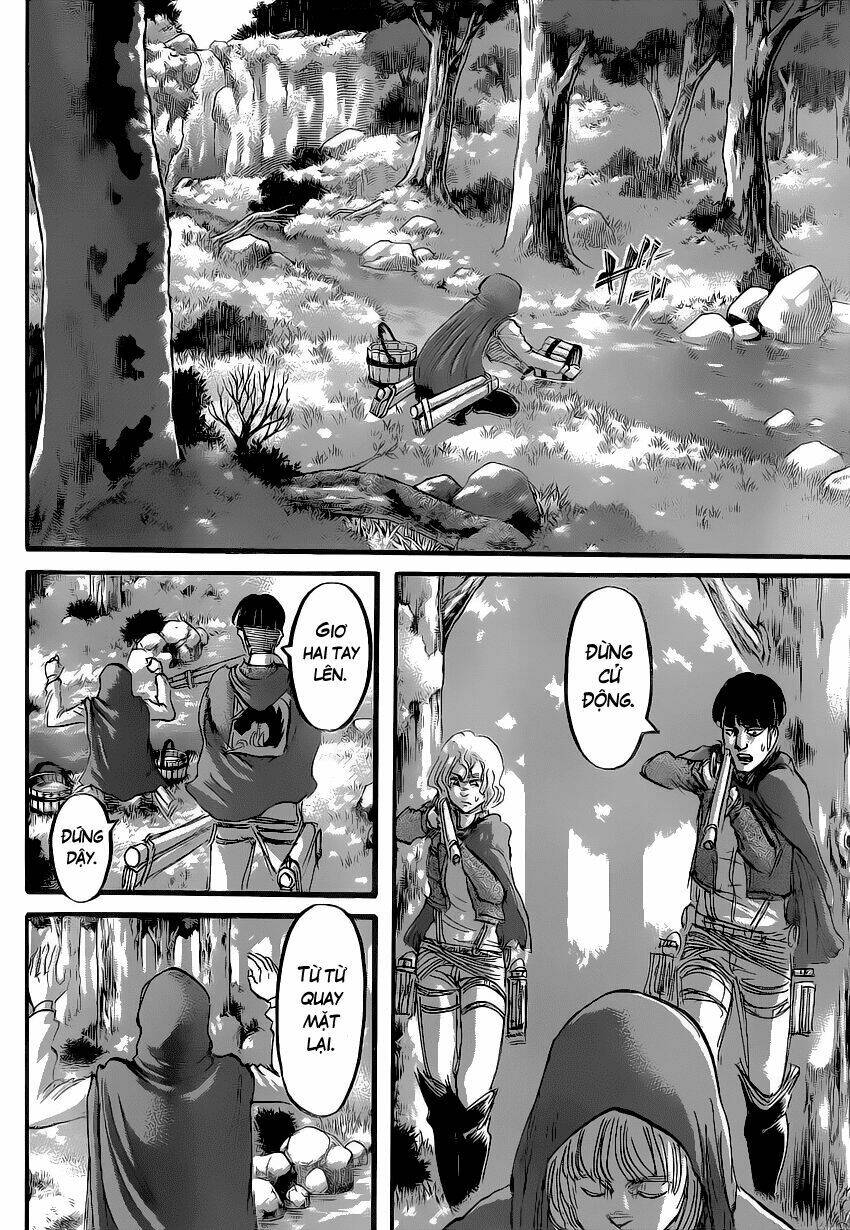 ĐỪNG
CỬ
ĐỘNG.
GIƠ
HAI TAY
LÊN.
ĐỨNG
DẬY.
TỪ TỪ
QUAY
MẶT
LẠI.